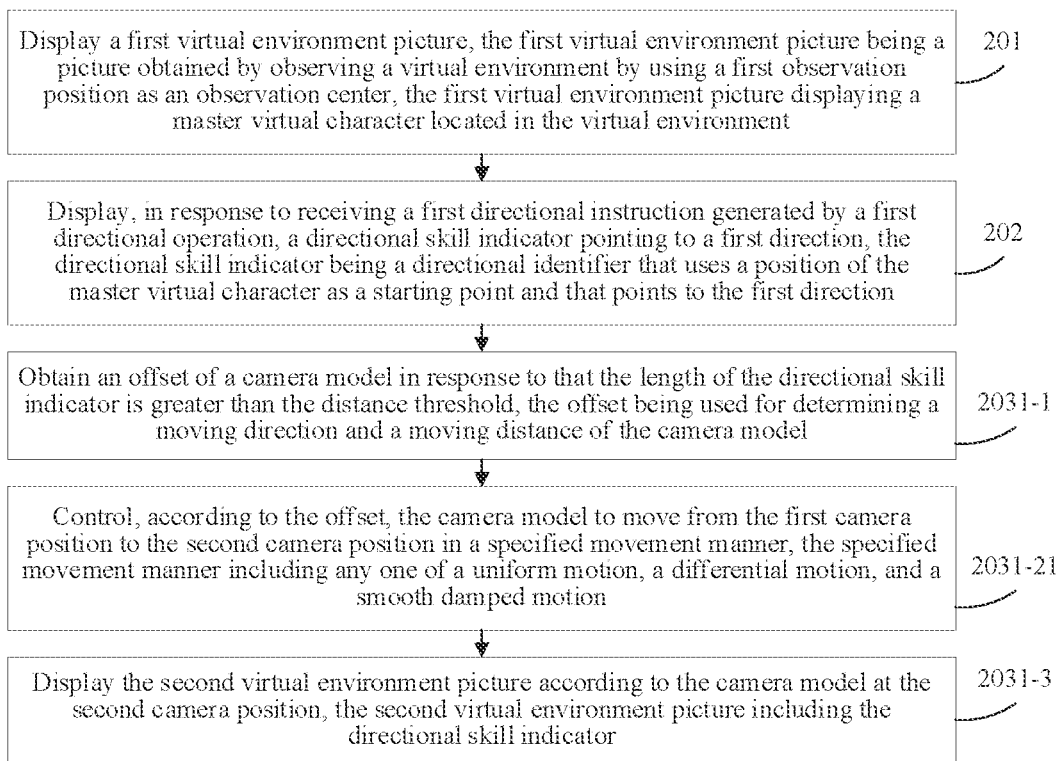 Display a first virtual environment picture, the first virtual environment picture being a
picture obtained by observing a virtual environment by using a first observation
position as an observation center, the first virtual environment picture displaying a
master virtual character located in the virtual environment
201
Display, in response to receiving a first directional instruction generated by a first
directional operation, a directional skill indicator pointing to a first direction, the
directional skill indicator being a directional identifier that uses a position of the
master virtual character as a starting point and that points to the first direction
202
Obtain an offset of a camera model in response to that the length of the directional skill
indicator is greater than the distance threshold, the offset being used for determining a
moving direction and a moving distance of the camera model
2031-1
Control, according to the offset, the camera model to move from the first camera
position to the second camera position in a specified movement manner, the specified
movement manner including any one of a uniform motion, a differential motion, and a
smooth damped motion
2031-21
Display the second virtual environment picture according to the camera model at the
second camera position, the second virtual environment picture including the
directional skill indicator
2031-3